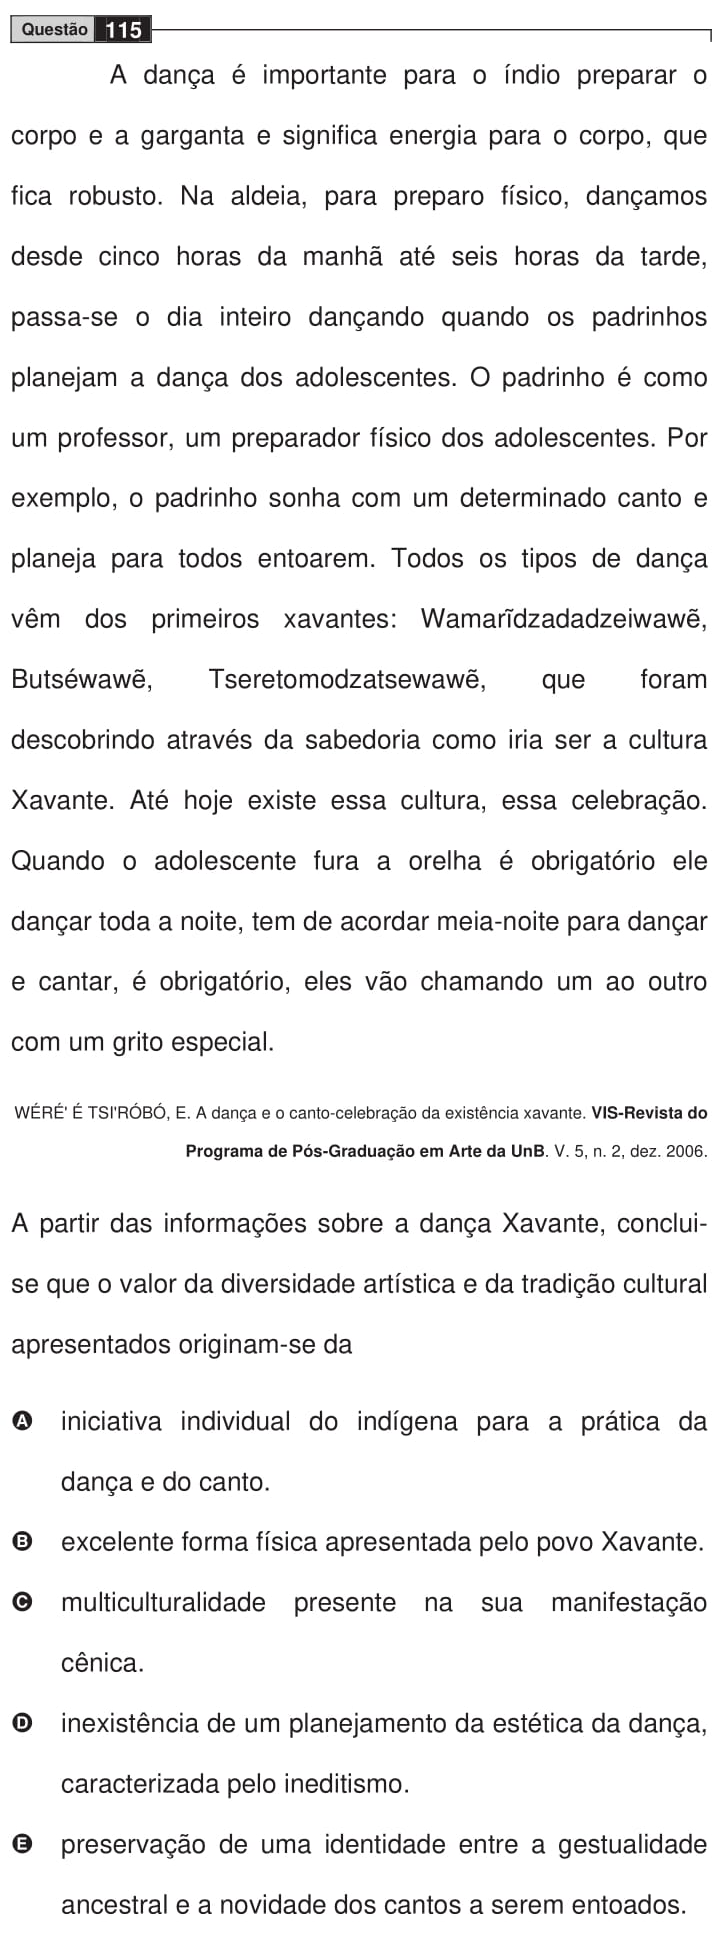 Questão 115
A dança é importante para o índio preparar o
corpo e a garganta e significa energia para o corpo, que
fica robusto. Na aldeia, para preparo físico, dançamos
desde cinco horas da manhã até seis horas da tarde,
passa-se o dia inteiro dançando quando os padrinhos
planejam a dança dos adolescentes. O padrinho é como
um professor, um preparador físico dos adolescentes. Por
exemplo, o padrinho sonha com um determinado canto e
planeja para todos entoarem. Todos os tipos de dança
vêm dos primeiros xavantes: Wamarĩdzadadzeiwawẽ,
Butséwawẽ, Tseretomodzatsewawẽ, que foram
descobrindo através da sabedoria como iria ser a cultura
Xavante. Até hoje existe essa cultura, essa celebração.
Quando o adolescente fura a orelha é obrigatório ele
dançar toda a noite, tem de acordar meia-noite para dançar
e cantar, é obrigatório, eles vão chamando um ao outro
com um grito especial.
WÉRÉ' É TSI'RÓBÓ, E. A dança e o canto-celebração da existência xavante. VIS-Revista do
Programa de Pós-Graduação em Arte da UnB. V. 5, n. 2, dez. 2006.
A partir das informações sobre a dança Xavante, conclui-
se que o valor da diversidade artística e da tradição cultural
apresentados originam-se da
A iniciativa individual do indígena para a prática da
dança e do canto.
B excelente forma física apresentada pelo povo Xavante.
C multiculturalidade presente na sua manifestação
cênica.
D inexistência de um planejamento da estética da dança,
caracterizada pelo ineditismo.
E preservação de uma identidade entre a gestualidade
ancestral e a novidade dos cantos a serem entoados.